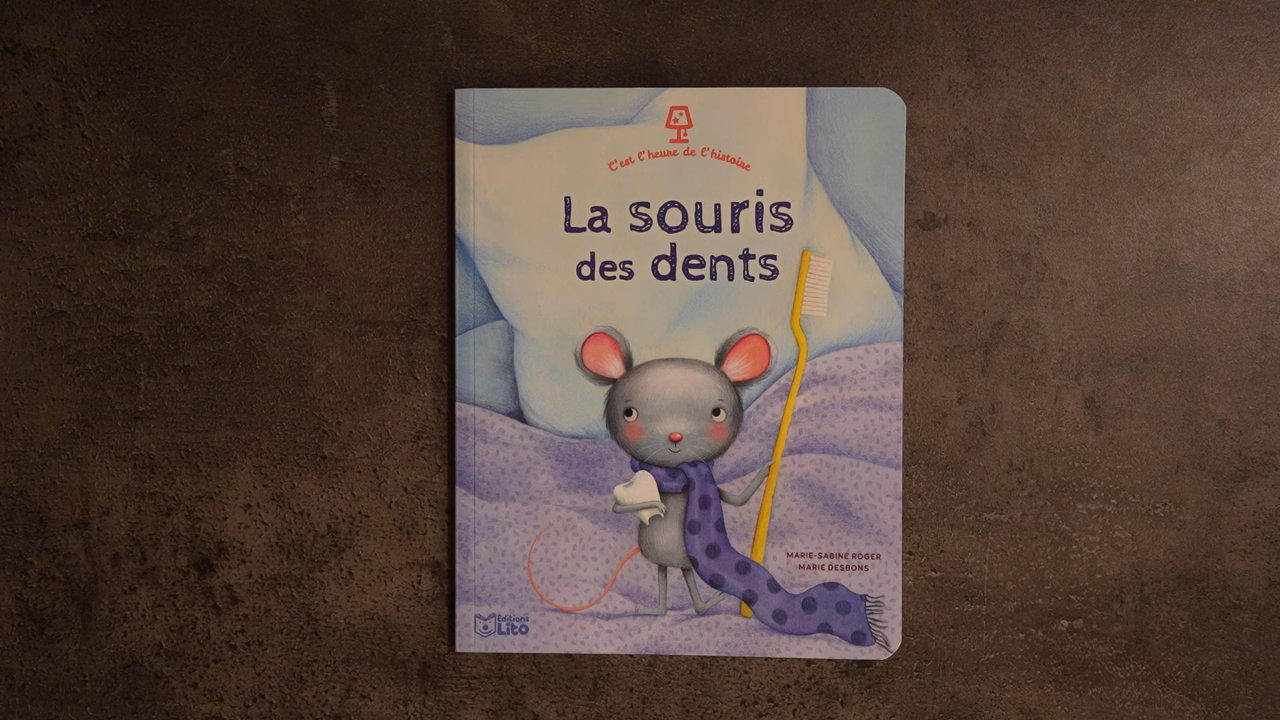 C'est l'heure de l'histoire
La souris
des dents
MARIE-SABINE ROGER
MARIE DESBONS
Éditions
Lito